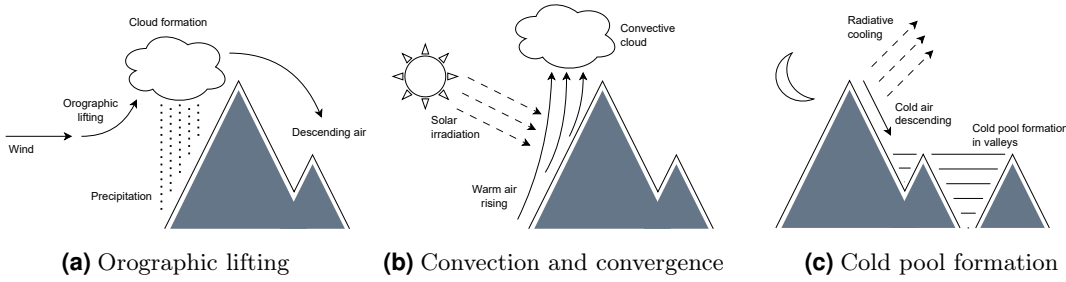 Cloud formation
Orographic
lifting
Wind
Descending air
Precipitation
(a) Orographic lifting
Convective
cloud
Solar
irradiation
Warm air
rising
(b) Convection and convergence
Radiative
cooling
Cold air
descending
Cold pool formation
in valleys
(c) Cold pool formation